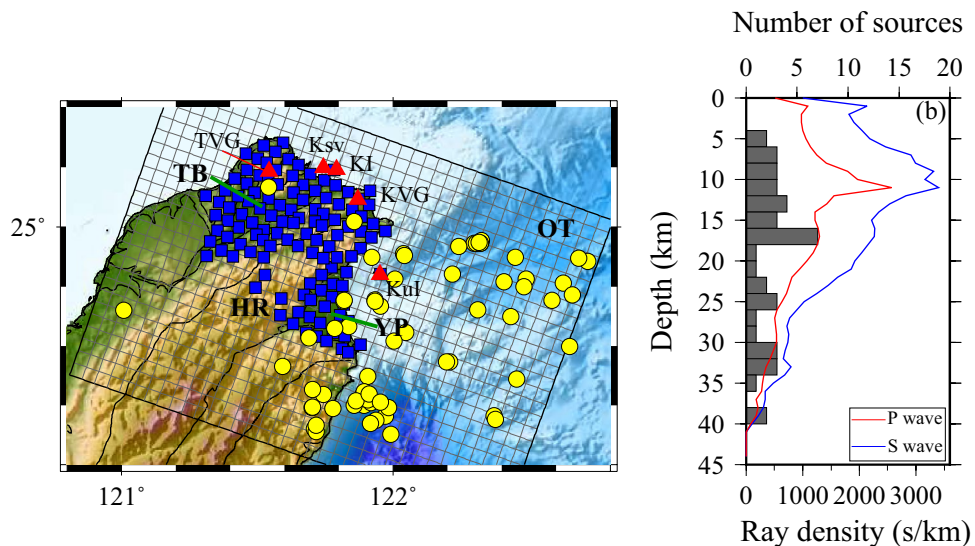 TVG
Ksv
KI
TB
KVG
OT
25°
KuI
HR
YP
121°
122°
Number of sources
0 5 10 15 20
(b)
0
5
10
15
20
25
30
35
40
45
Depth (km)
P wave
S wave
0 1000 2000 3000
Ray density (s/km)